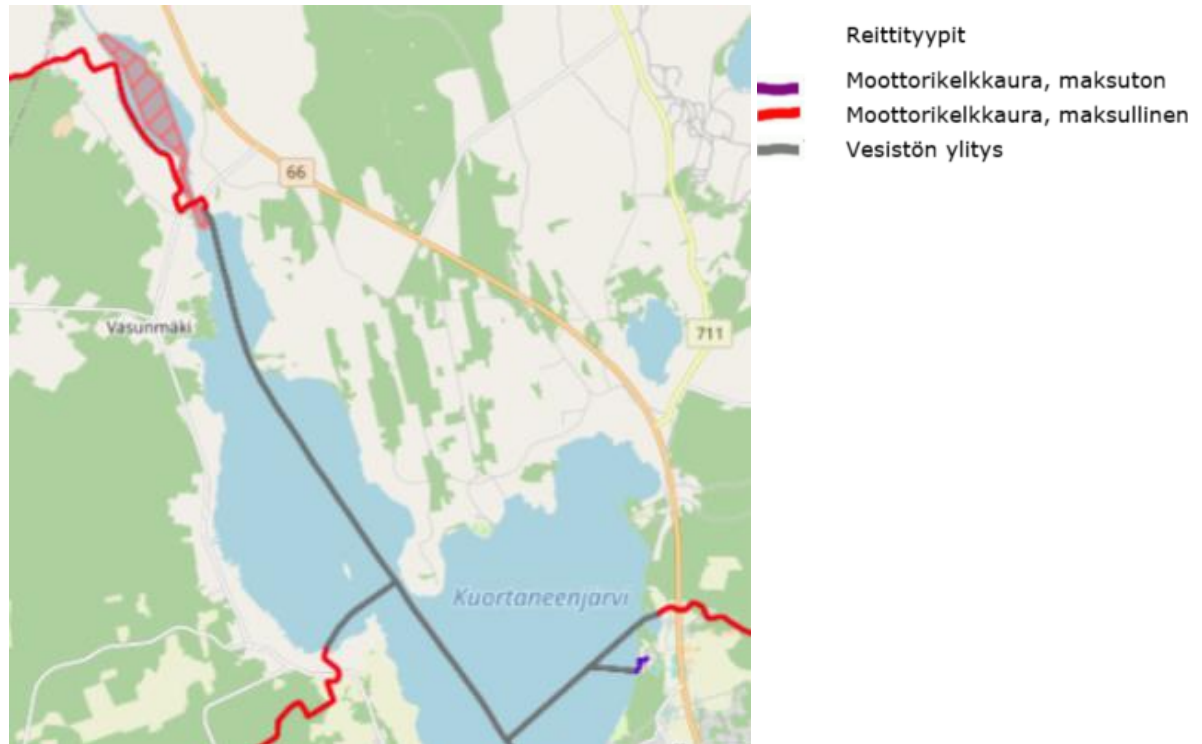 66
Vasunmäki
711
Kuortaneenjärvi
Reittityypit
Moottorikelkkaura, maksuton
Moottorikelkkaura, maksullinen
Vesistön ylitys